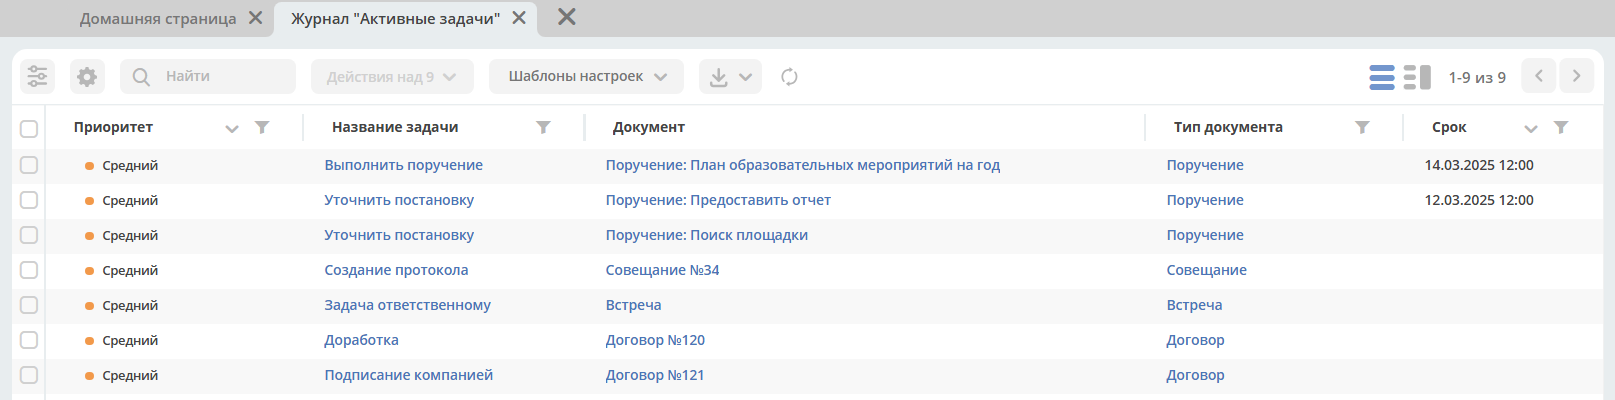 Домашняя страница Журнал "Активные задачи"
Найти Действия над 9 Шаблоны настроек 1-9 из 9
Приоритет Название задачи Документ Тип документа Срок
Средний Выполнить поручение Поручение: План образовательных мероприятий на год Поручение 14.03.2025 12:00
Средний Уточнить постановку Поручение: Предоставить отчет Поручение 12.03.2025 12:00
Средний Уточнить постановку Поручение: Поиск площадки Поручение
Средний Создание протокола Совещание №34 Совещание
Средний Задача ответственному Встреча Встреча
Средний Доработка Договор №120 Договор
Средний Подписание компанией Договор №121 Договор